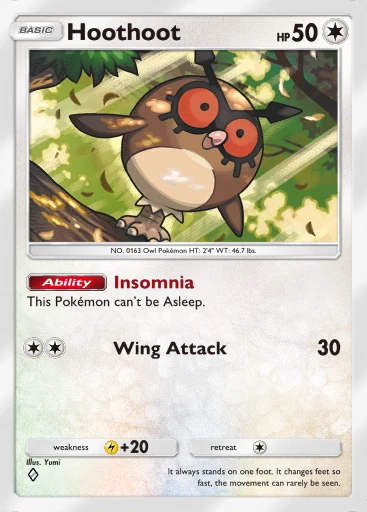 BASIC Hoothoot HP 50
NO. 0163 Owl Pokémon HT: 2'4" WT: 46.7 lbs.
Ability Insomnia
This Pokémon can't be Asleep.
Wing Attack 30
weakness +20 retreat
Illus. Yumi
It always stands on one foot. It changes feet so
fast, the movement can rarely be seen.